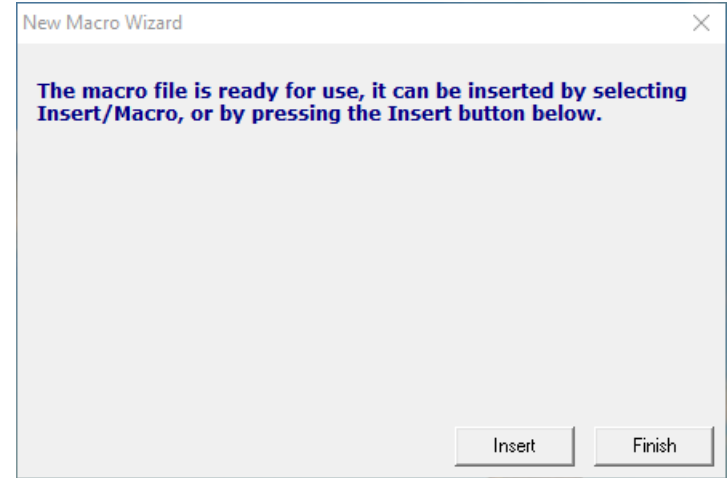 New Macro Wizard
The macro file is ready for use, it can be inserted by selecting
Insert/Macro, or by pressing the Insert button below.
Insert
Finish